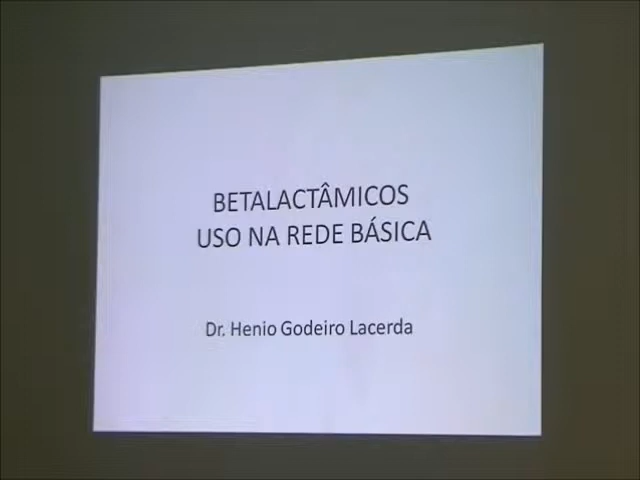 BETALACTÂMICOS
USO NA REDE BÁSICA
Dr. Henio Godeiro Lacerda